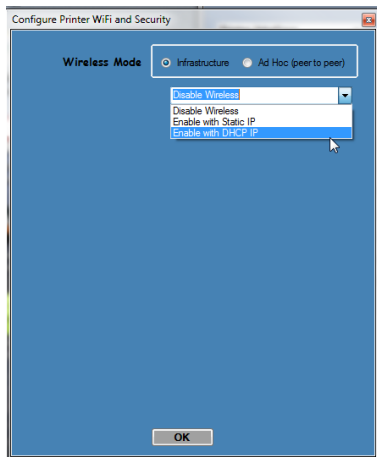 Configure Printer WiFi and Security
Wireless Mode
Infrastructure
Ad Hoc (peer to peer)
Disable Wireless
Disable Wireless
Enable with Static IP
Enable with DHCP IP
OK